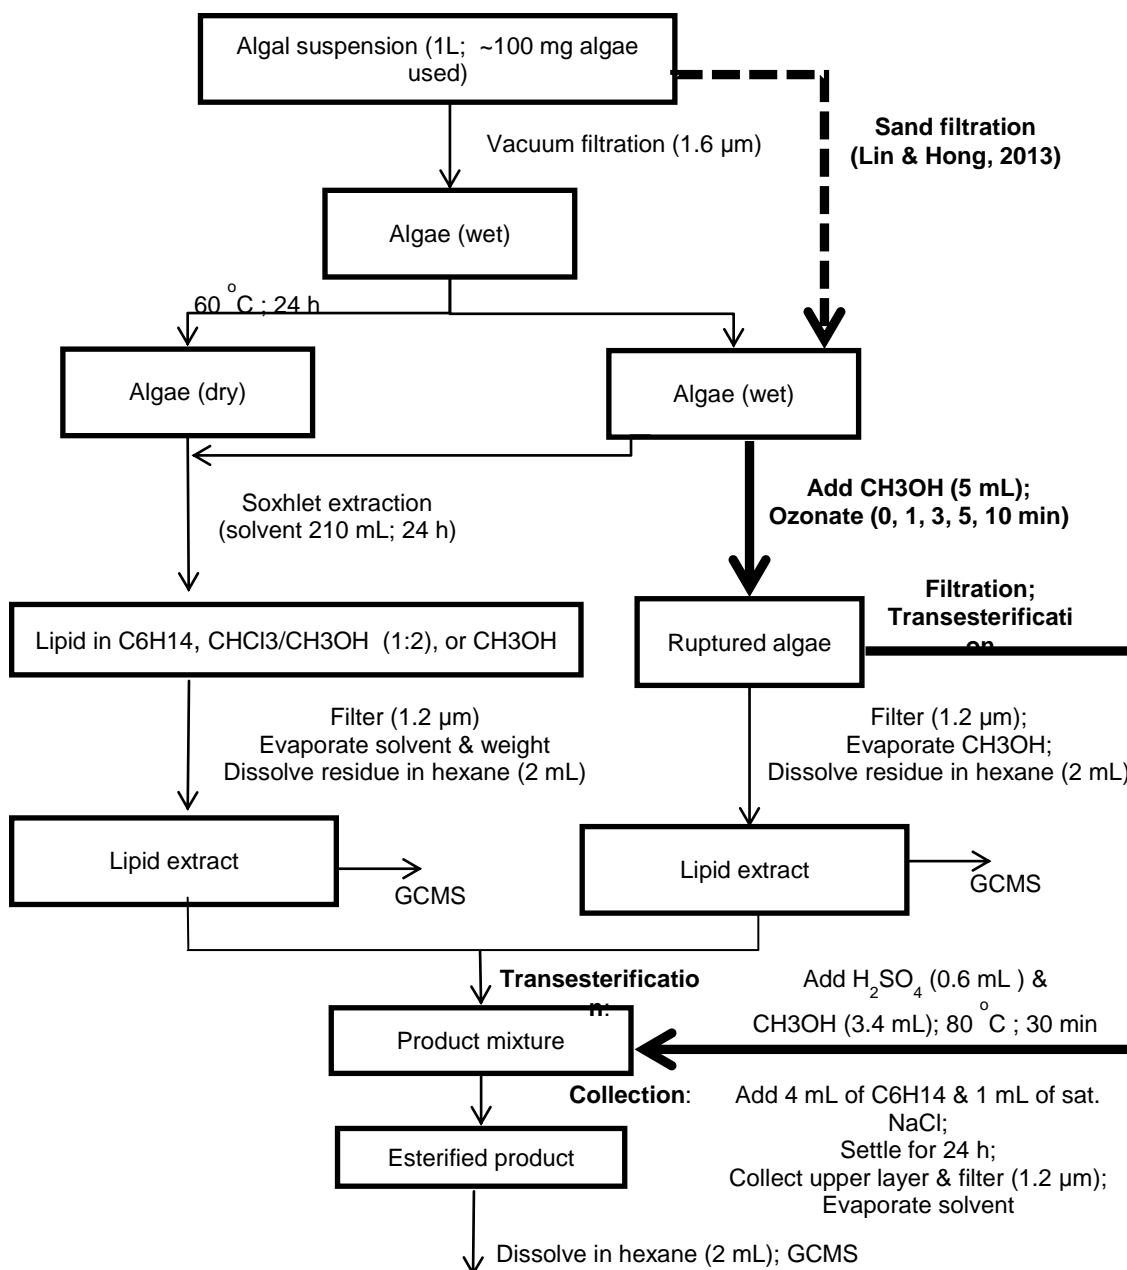 Algal suspension (1L;  ~100 mg algae
used)
Vacuum filtration (1.6 µm)
Sand filtration
(Lin & Hong, 2013)
Algae (wet)
60 °C ; 24 h
Algae (dry)
Algae (wet)
Add CH3OH (5 mL);
Ozonate (0, 1, 3, 5, 10 min)
Soxhlet extraction
(solvent 210 mL; 24 h)
Filtration;
Transesterificati
on
Lipid in C6H14, CHCl3/CH3OH  (1:2), or CH3OH
Ruptured algae
Filter (1.2 µm)
Evaporate solvent & weight
Dissolve residue in hexane (2 mL)
Filter (1.2 µm);
Evaporate CH3OH;
Dissolve residue in hexane (2 mL)
Lipid extract
GCMS
Lipid extract
GCMS
Transesterificatio
n:
Add H₂SO₄ (0.6 mL ) &
CH3OH (3.4 mL); 80 °C ; 30 min
Product mixture
Collection:
Add 4 mL of C6H14 & 1 mL of sat.
NaCl;
Settle for 24 h;
Collect upper layer & filter (1.2 µm);
Evaporate solvent
Esterified product
Dissolve in hexane (2 mL); GCMS